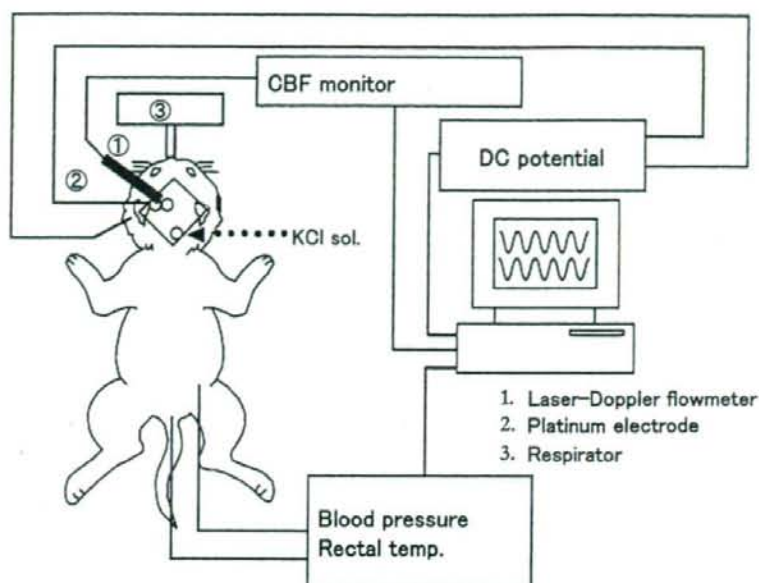 CBF monitor
③
①
DC potential
②
KCl sol.
1. Laser-Doppler flowmeter
2. Platinum electrode
3. Respirator
Blood pressure
Rectal temp.